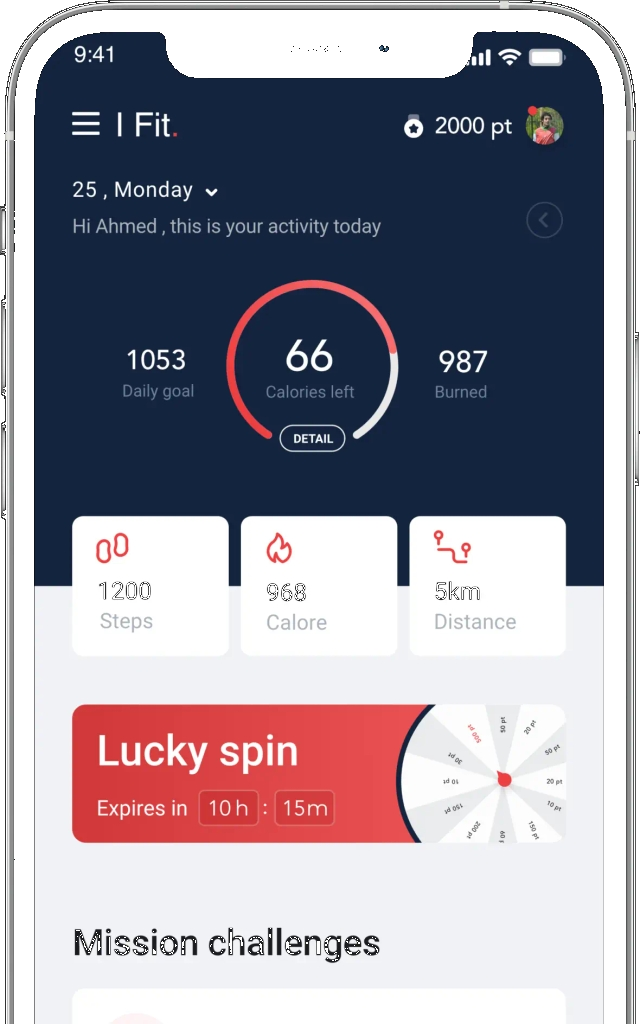 9:41
I Fit.
2000 pt
25 , Monday
Hi Ahmed , this is your activity today
1053
Daily goal
66
Calories left
987
Burned
DETAIL
1200
Steps
968
Calore
5km
Distance
Lucky spin
Expires in 10 h : 15 m
500 pt
50 pt
20 pt
50 pt
20 pt
10 pt
150 pt
200 pt
150 pt
10 pt
30 pt
Mission challenges